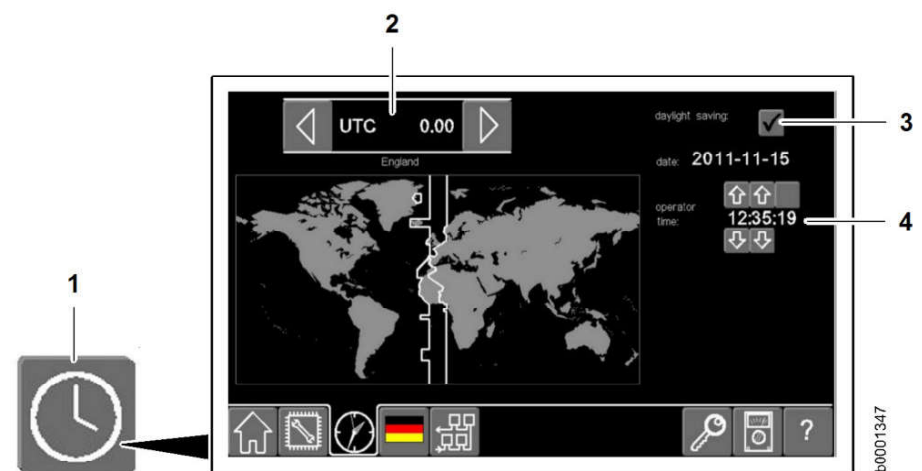 2
UTC 0.00
England
daylight saving:
3
date: 2011-11-15
operator
time: 12:35:19
4
1
?
b0001347